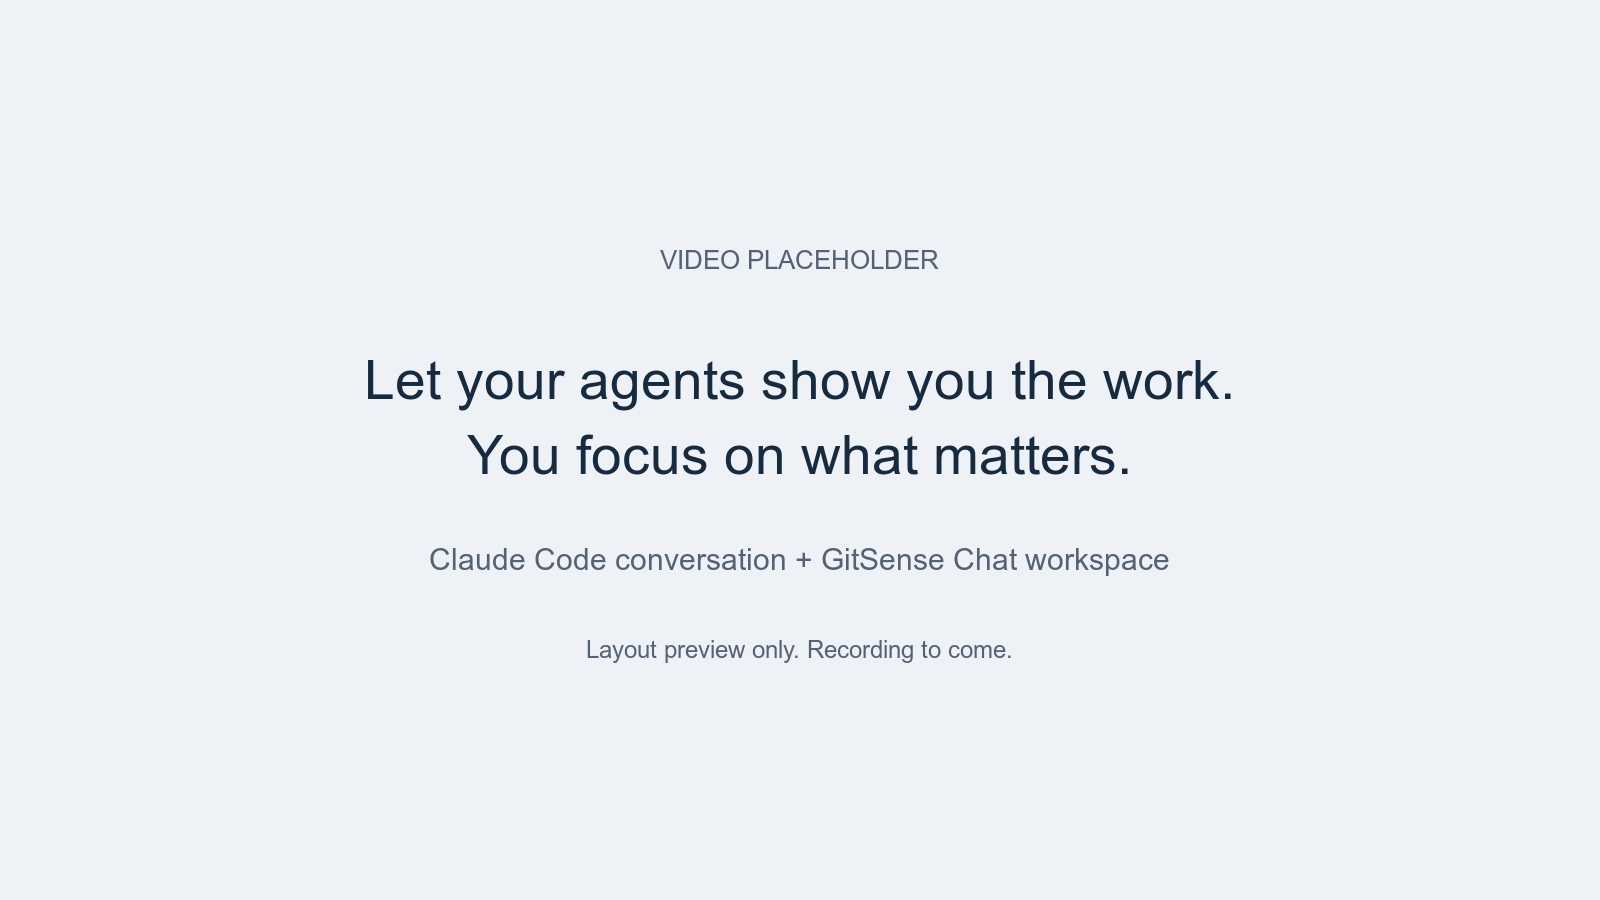 VIDEO PLACEHOLDER
Let your agents show you the work.
You focus on what matters.
Claude Code conversation + GitSense Chat workspace
Layout preview only. Recording to come.